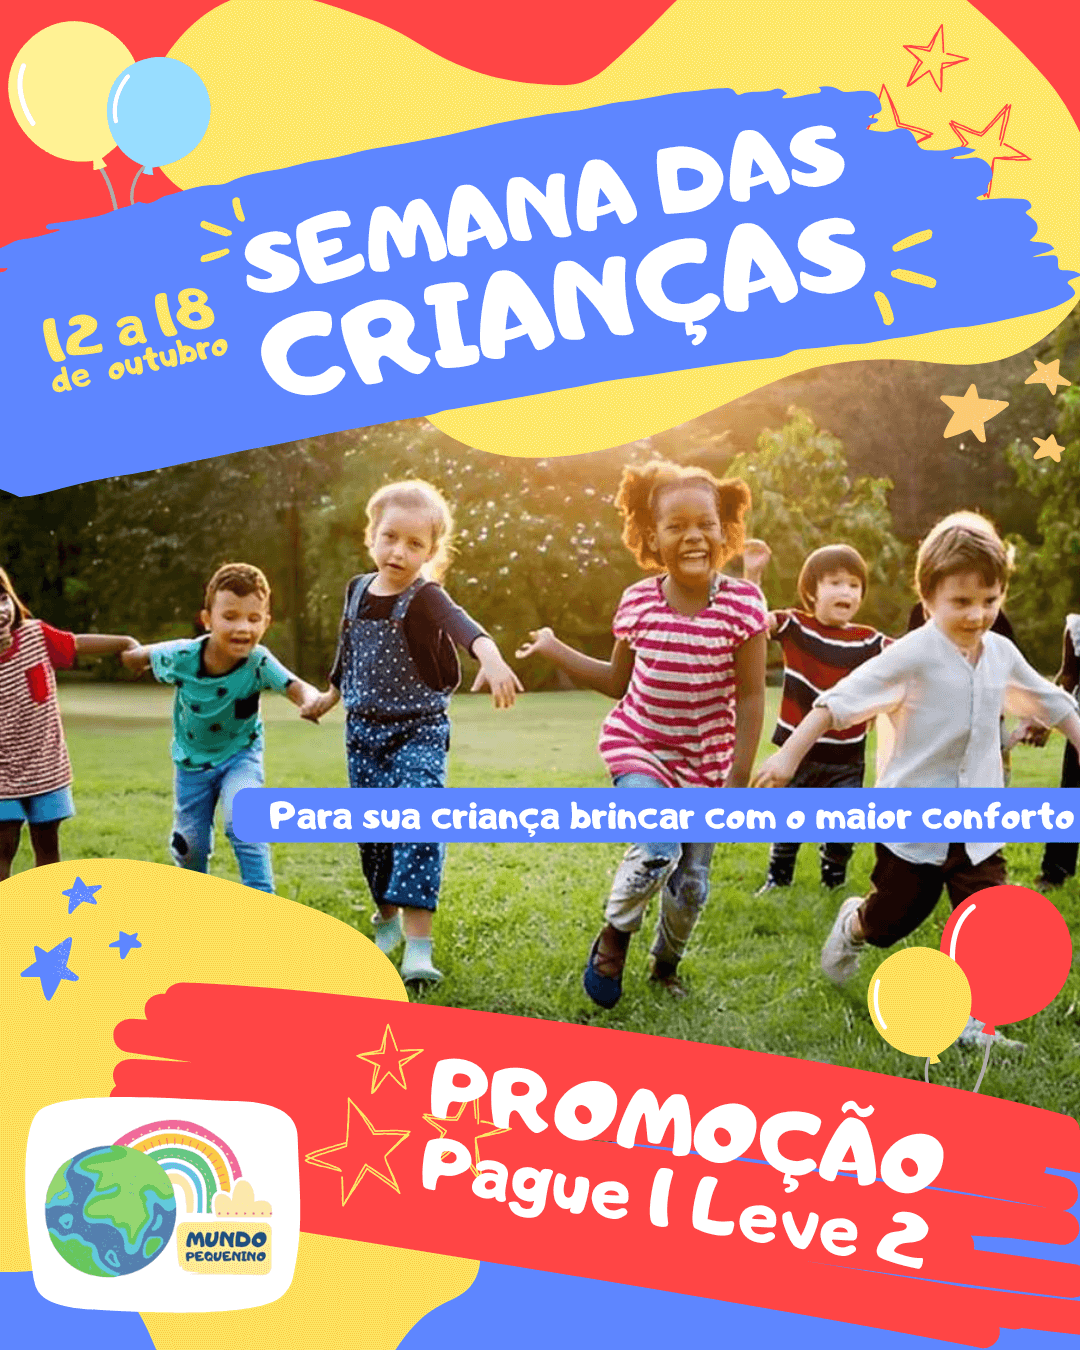 SEMANA DAS
CRIANÇAS
12 a 18
de outubro
Para sua criança brincar com o maior conforto
PROMOÇÃO
Pague 1 Leve 2
MUNDO
PEQUENINO